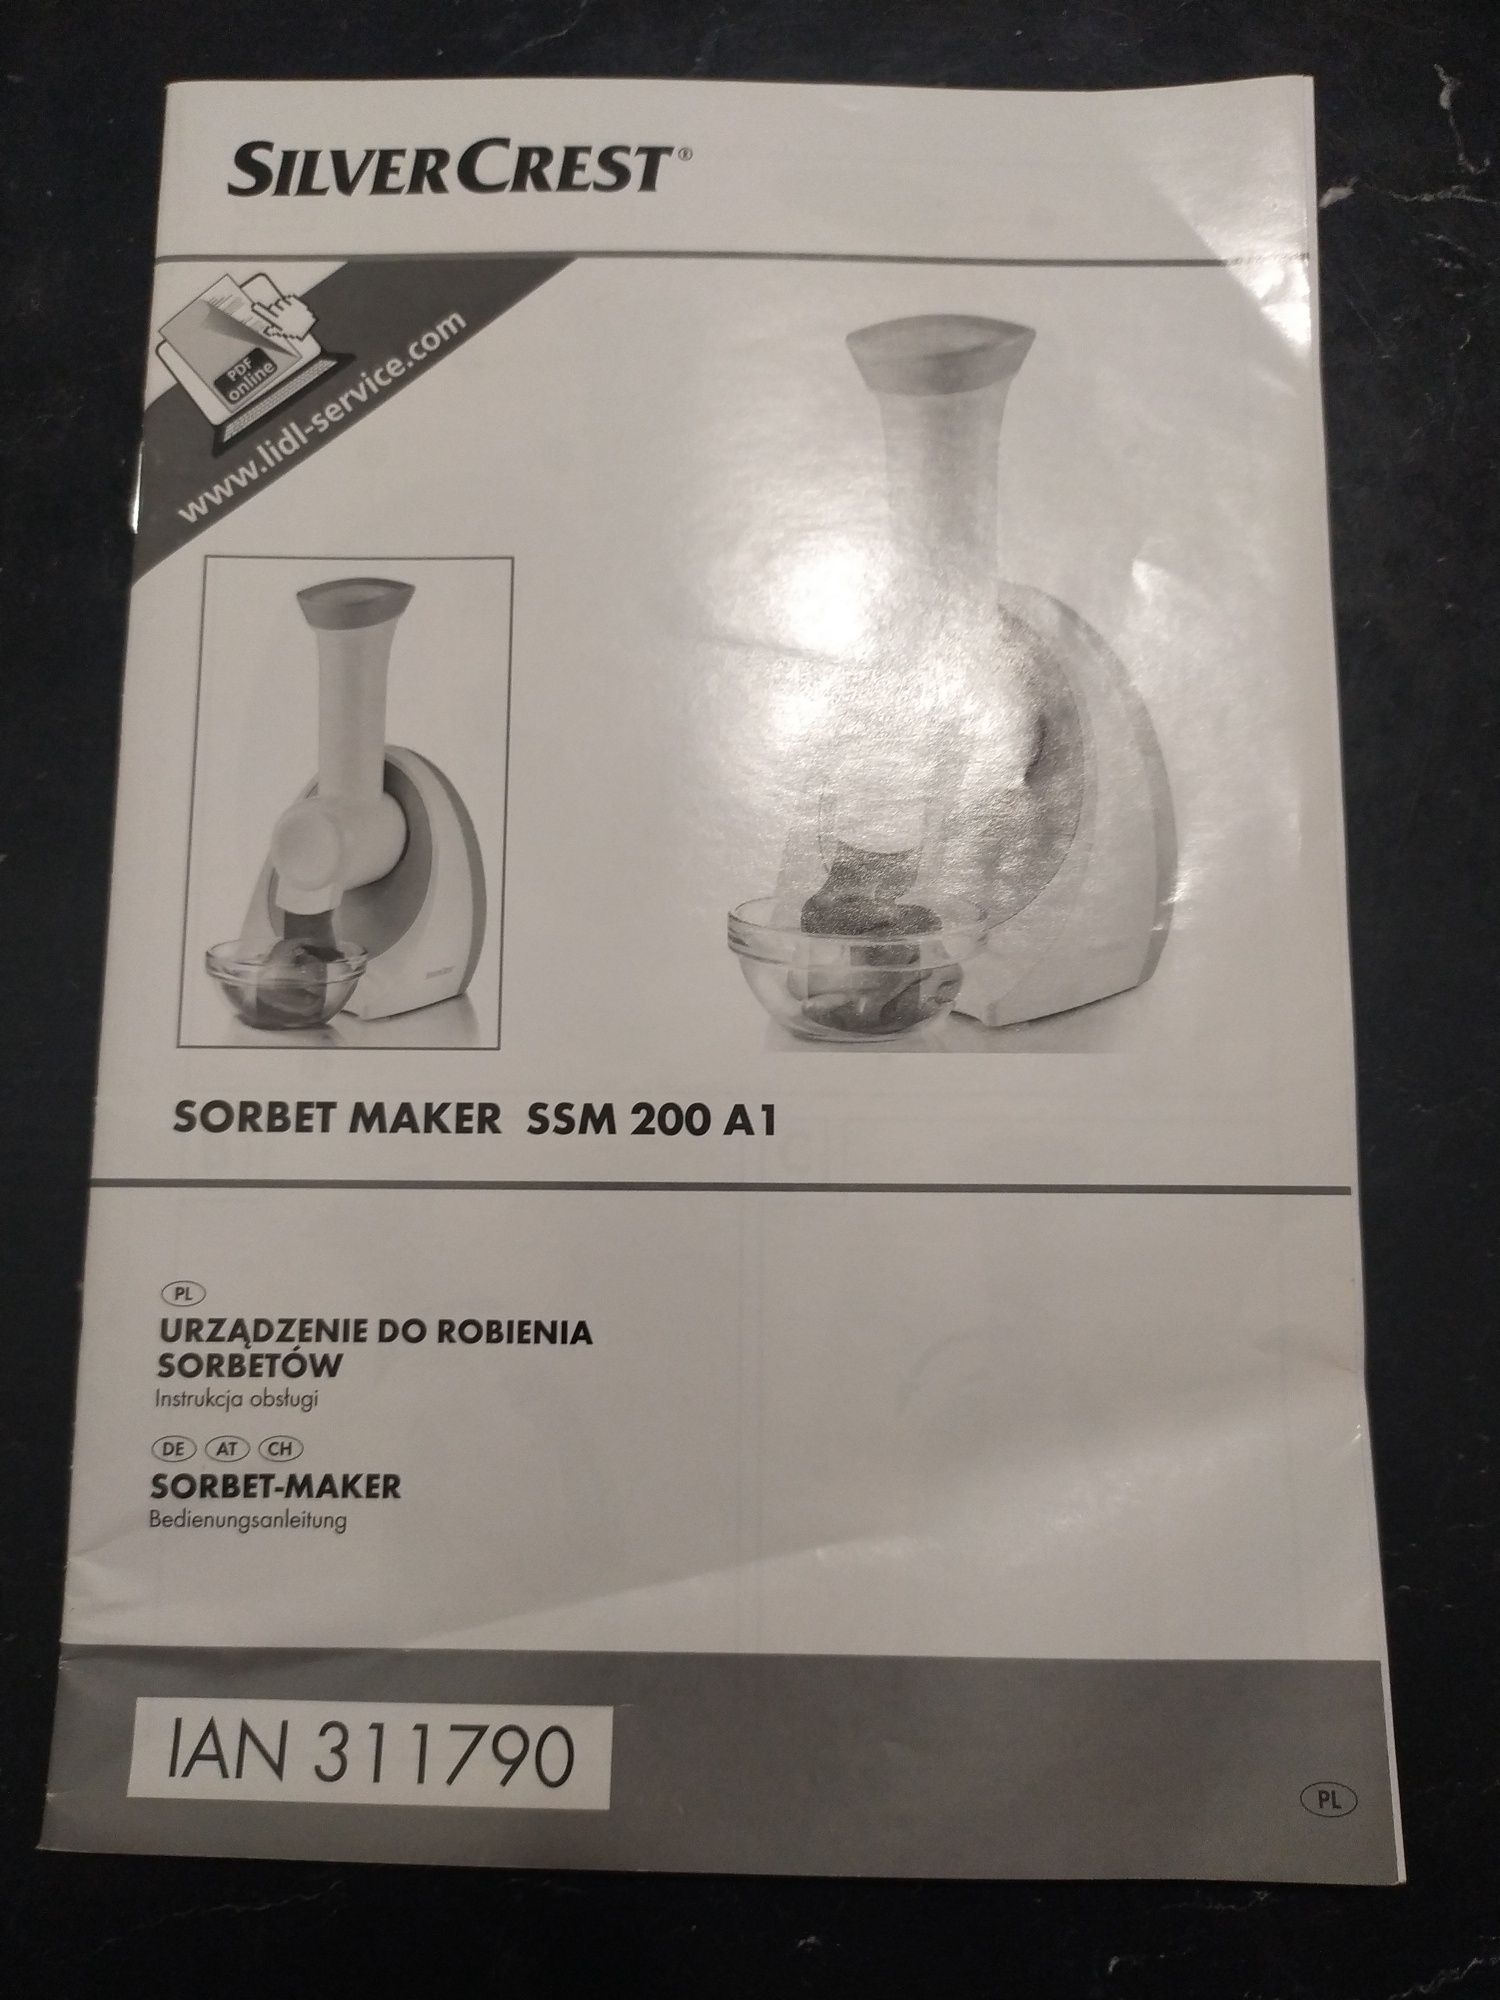 SILVERCREST®
PDF
online
www.lidl-service.com
SORBET MAKER SSM 200 A1
PL
URZĄDZENIE DO ROBIENIA
SORBETÓW
Instrukcja obsługi
DE AT CH
SORBET-MAKER
Bedienungsanleitung
IAN 311790
PL